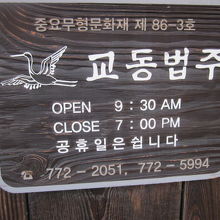 중요무형문화재 제 86-3호
교동법주
OPEN 9 : 30 AM
CLOSE 7 : 00 PM
공휴일은쉽니다
☎ 772 - 2051, 772 - 5994